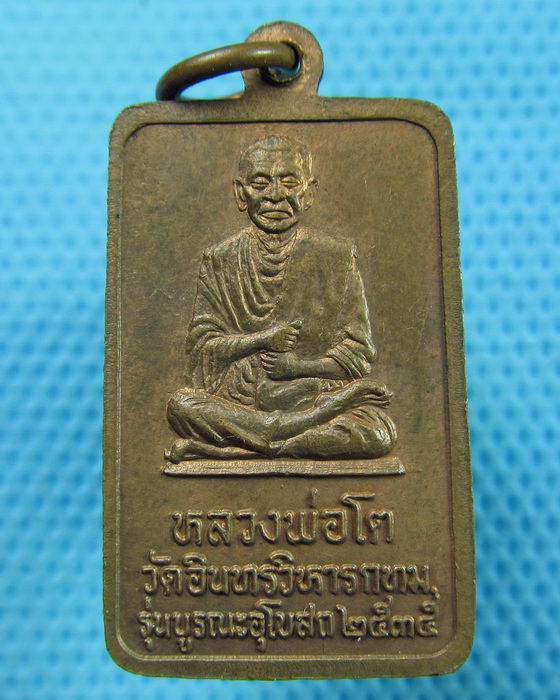 หลวงพ่อโต
วัดอินทรวิหารกทม.
รุ่นบูรณะอุโบสถ๒๕๓๕